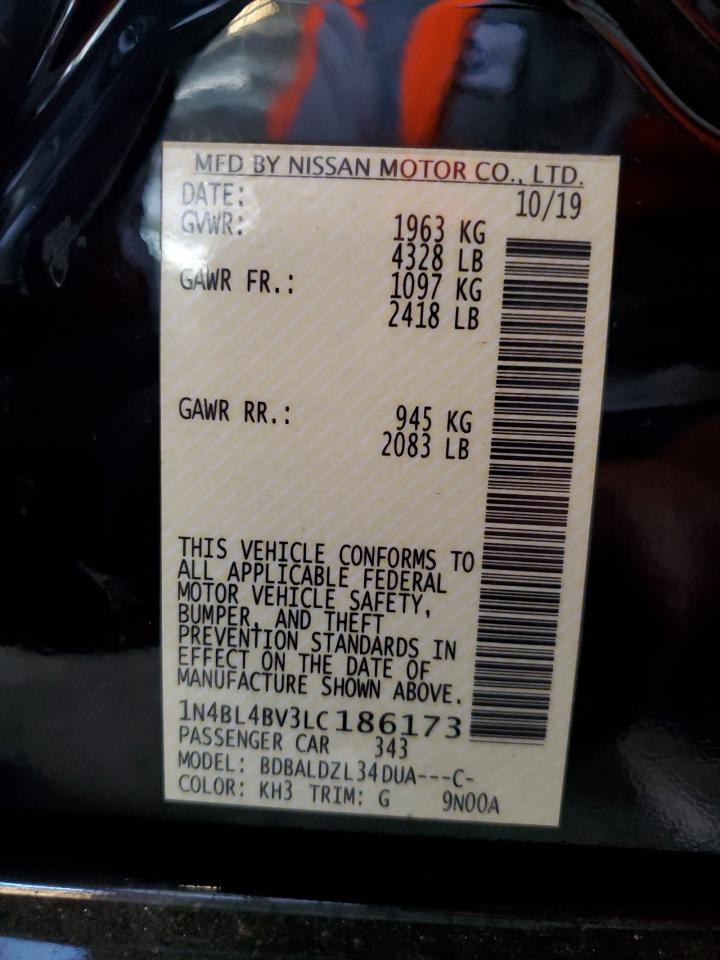 MFD BY NISSAN MOTOR CO., LTD.
DATE: 10/19
GVWR: 1963 KG
4328 LB
GAWR FR.: 1097 KG
2418 LB
GAWR RR.: 945 KG
2083 LB
THIS VEHICLE CONFORMS TO
ALL APPLICABLE FEDERAL
MOTOR VEHICLE SAFETY,
BUMPER, AND THEFT
PREVENTION STANDARDS IN
EFFECT ON THE DATE OF
MANUFACTURE SHOWN ABOVE.
1N4BL4BV3LC186173
PASSENGER CAR 343
MODEL: BDBALDZL34DUA---C-
COLOR: KH3 TRIM: G 9N00A